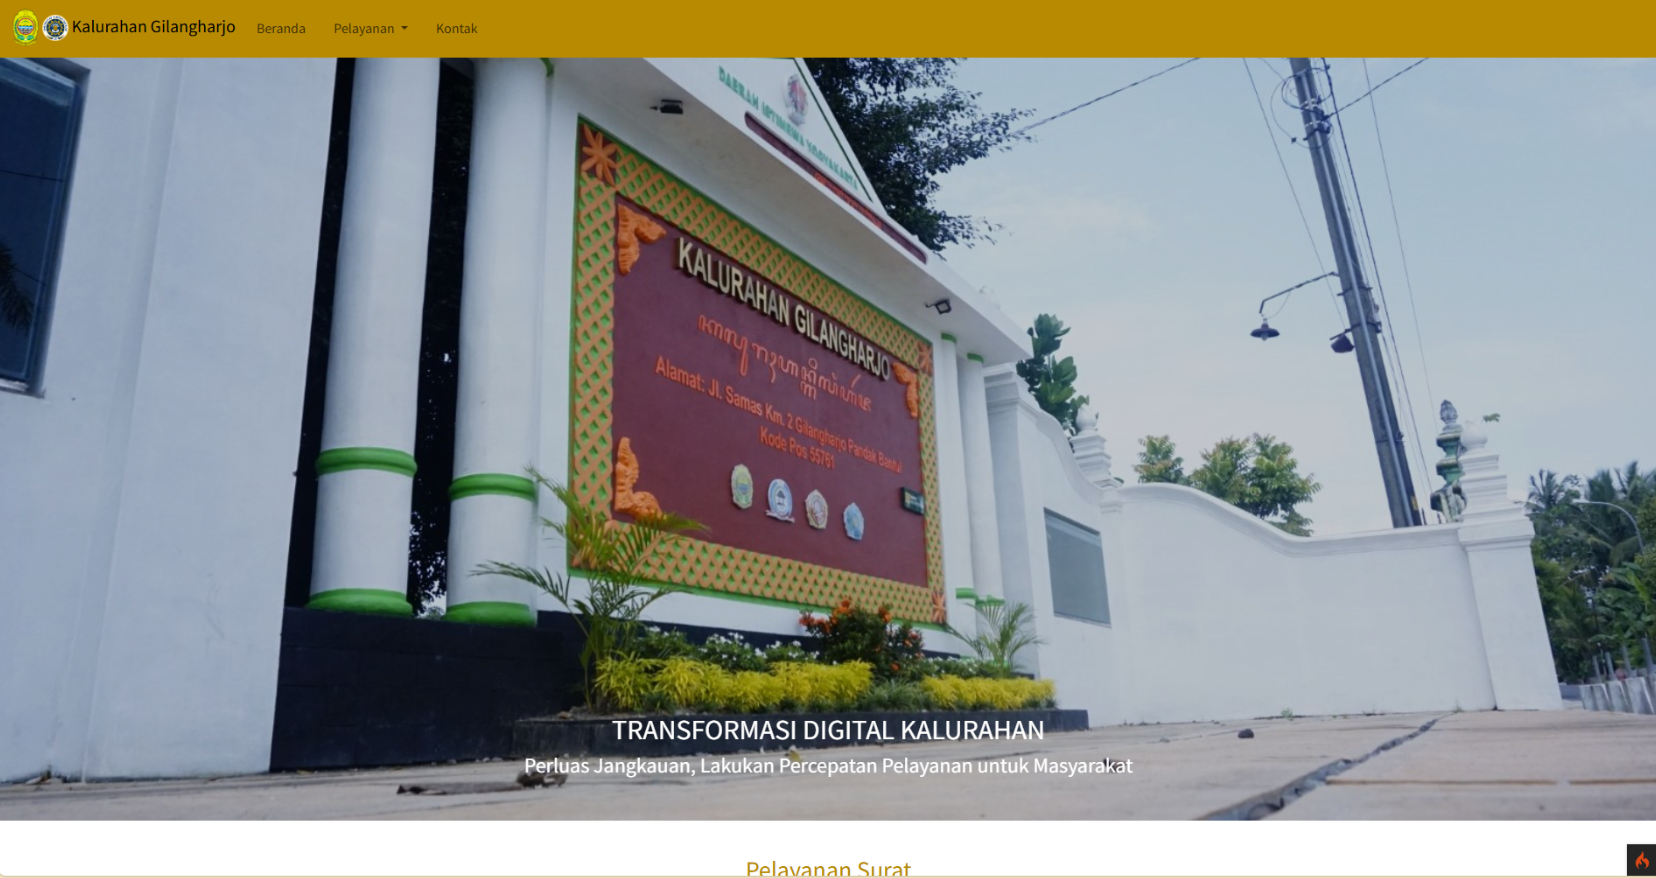 Kalurahan Gilangharjo
Beranda
Pelayanan
Kontak
DAERAH ISTIMEWA YOGYAKARTA
KALURAHAN GILANGHARJO
Alamat: Jl. Samas Km. 2 Gilangharjo Pandak Bantul
Kode Pos 55761
TRANSFORMASI DIGITAL KALURAHAN
Perluas Jangkauan, Lakukan Percepatan Pelayanan untuk Masyarakat
Pelayanan Surat